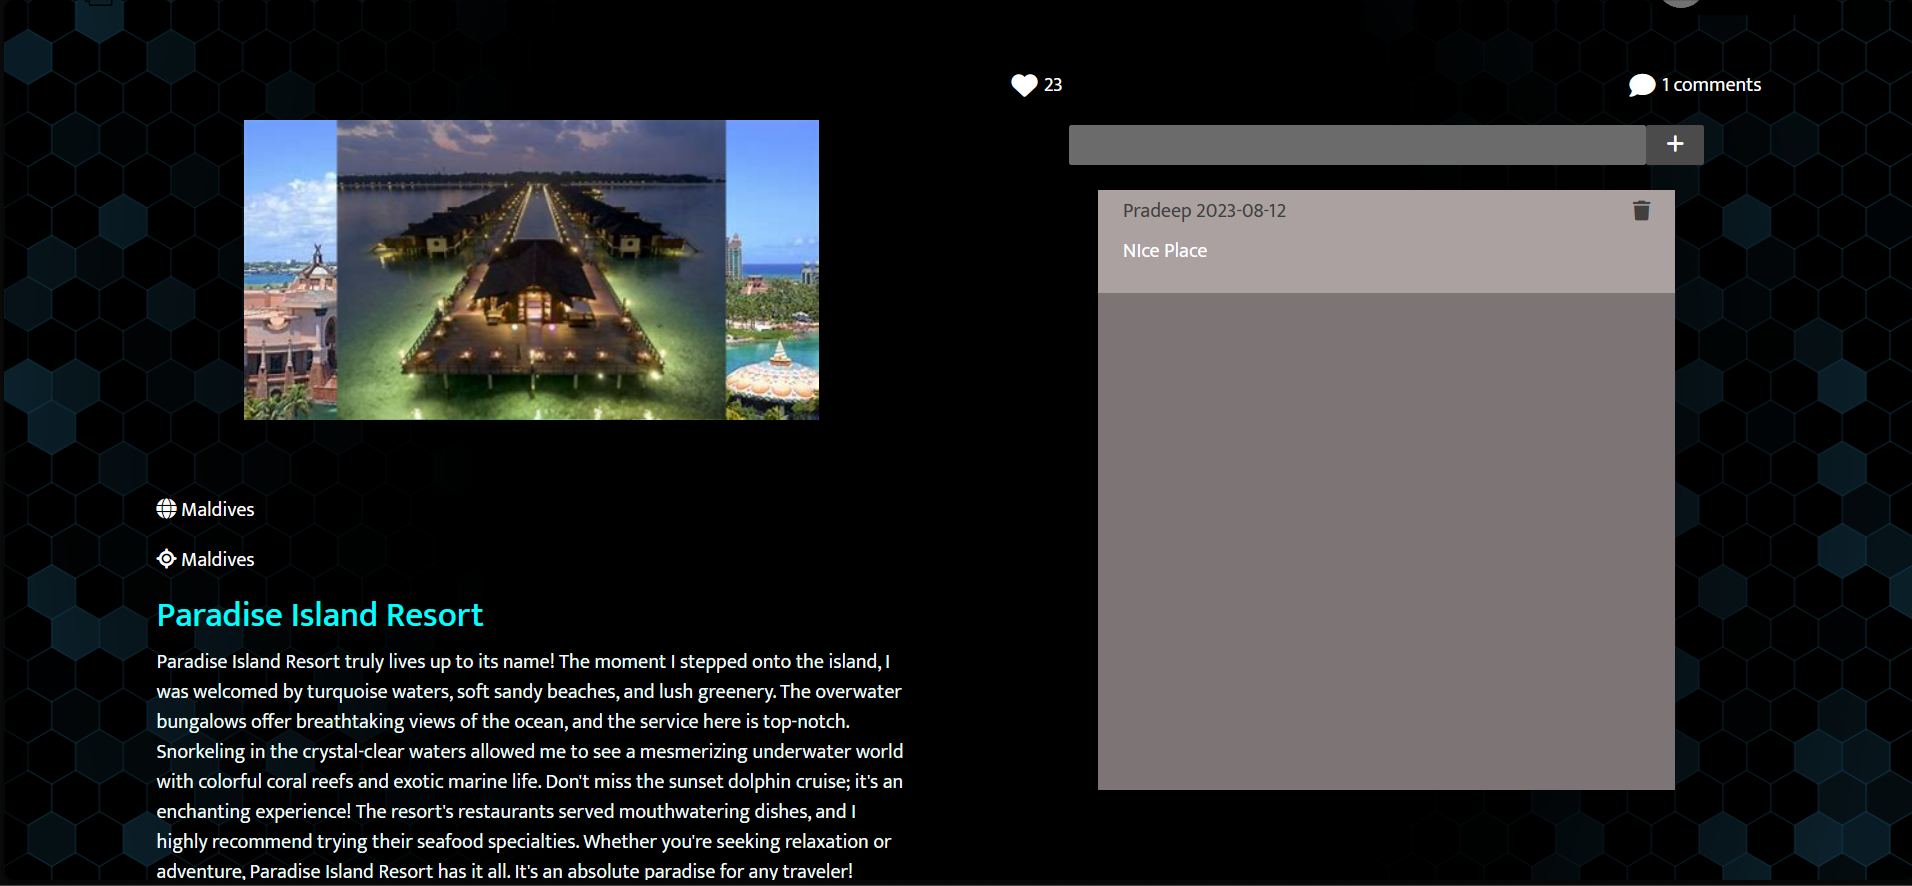 23
1 comments
Pradeep 2023-08-12
NIce Place
Maldives
Maldives
Paradise Island Resort
Paradise Island Resort truly lives up to its name! The moment I stepped onto the island, I
was welcomed by turquoise waters, soft sandy beaches, and lush greenery. The overwater
bungalows offer breathtaking views of the ocean, and the service here is top-notch.
Snorkeling in the crystal-clear waters allowed me to see a mesmerizing underwater world
with colorful coral reefs and exotic marine life. Don't miss the sunset dolphin cruise; it's an
enchanting experience! The resort's restaurants served mouthwatering dishes, and I
highly recommend trying their seafood specialties. Whether you're seeking relaxation or
adventure, Paradise Island Resort has it all. It's an absolute paradise for any traveler!